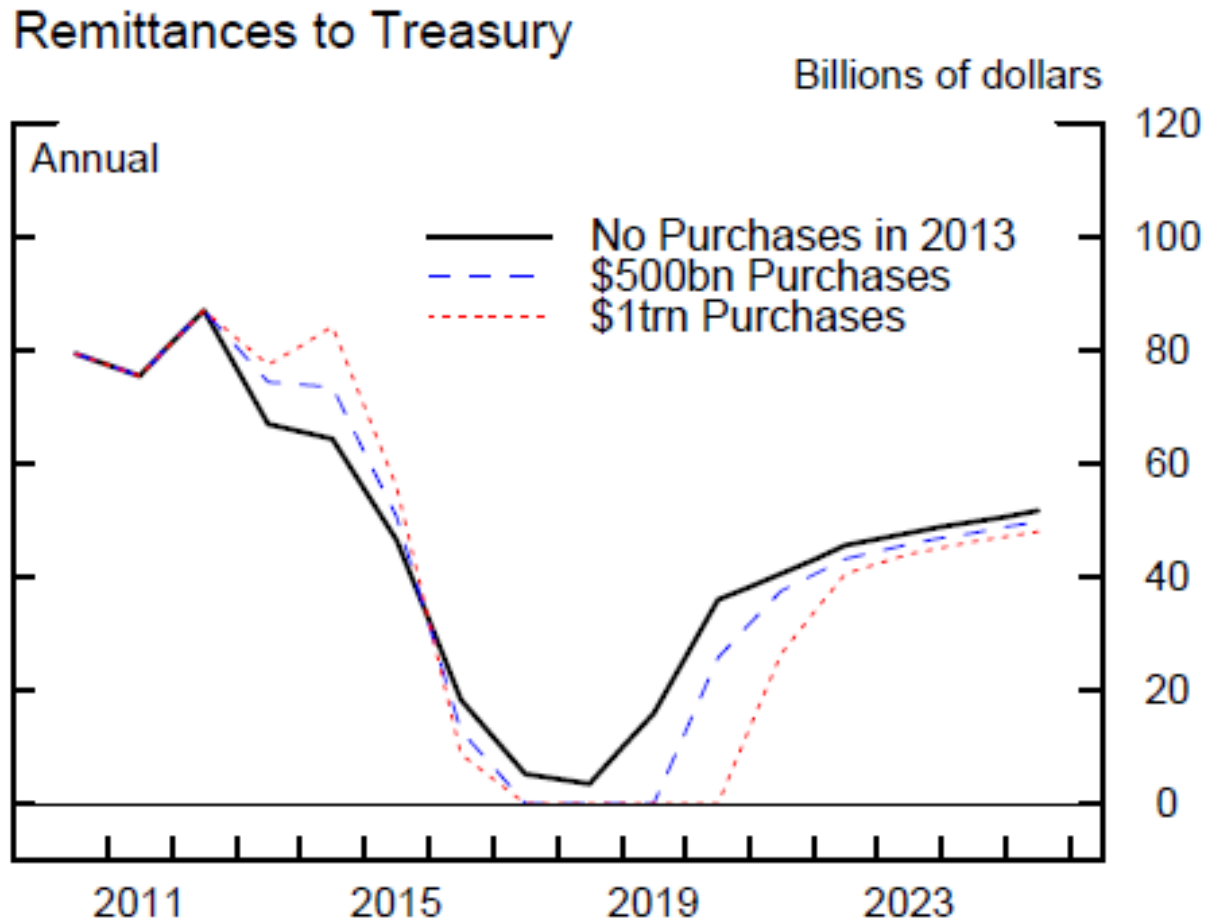 Remittances to Treasury
Billions of dollars
Annual
No Purchases in 2013
$500bn Purchases
$1trn Purchases
120
100
80
60
40
20
0
2011 2015 2019 2023